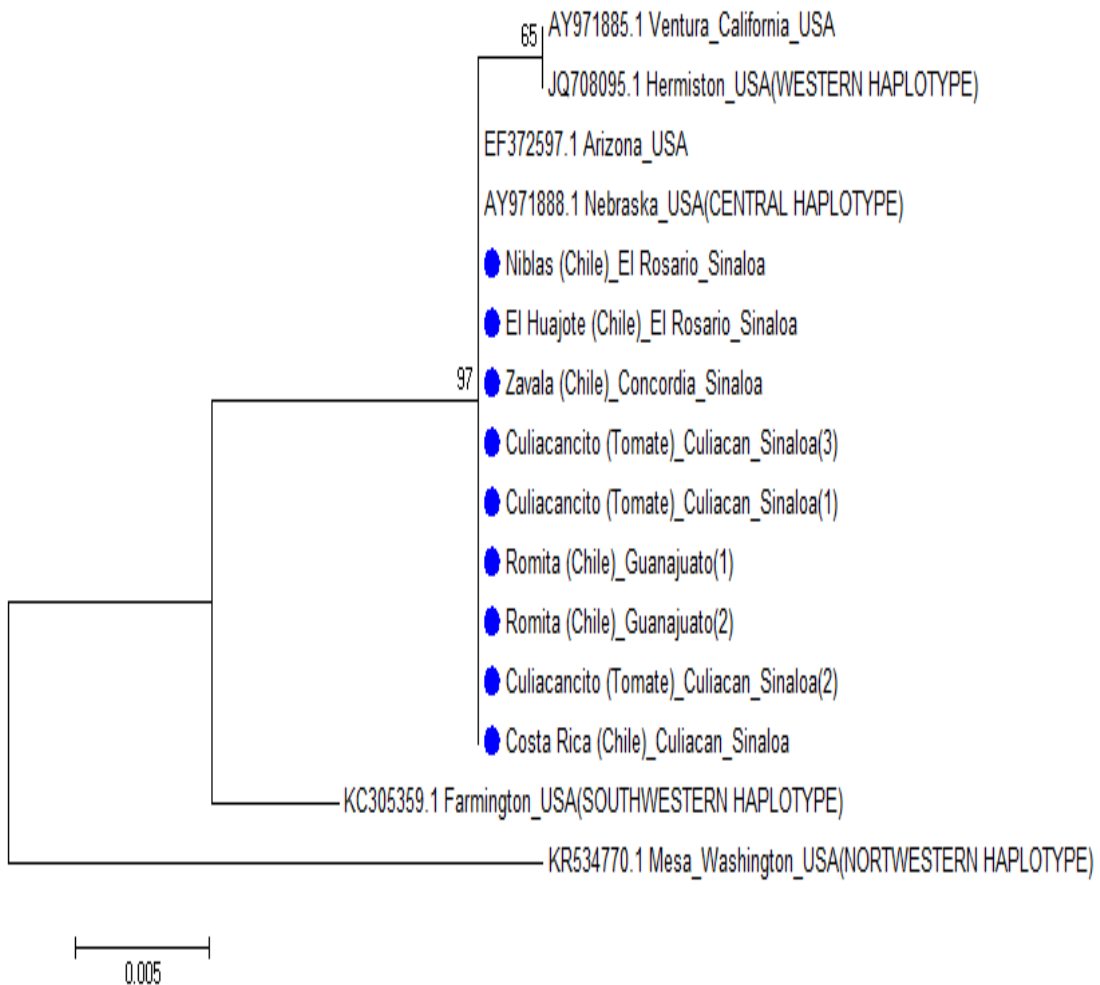 65
AY971885.1 Ventura_California_USA
JQ708095.1 Hermiston_USA(WESTERN HAPLOTYPE)
EF372597.1 Arizona_USA
AY971888.1 Nebraska_USA(CENTRAL HAPLOTYPE)
Niblas (Chile)_El Rosario_Sinaloa
El Huajote (Chile)_El Rosario_Sinaloa
97
Zavala (Chile)_Concordia_Sinaloa
Culiacancito (Tomate)_Culiacan_Sinaloa(3)
Culiacancito (Tomate)_Culiacan_Sinaloa(1)
Romita (Chile)_Guanajuato(1)
Romita (Chile)_Guanajuato(2)
Culiacancito (Tomate)_Culiacan_Sinaloa(2)
Costa Rica (Chile)_Culiacan_Sinaloa
KC305359.1 Farmington_USA(SOUTHWESTERN HAPLOTYPE)
KR534770.1 Mesa_Washington_USA(NORTWESTERN HAPLOTYPE)
0.005